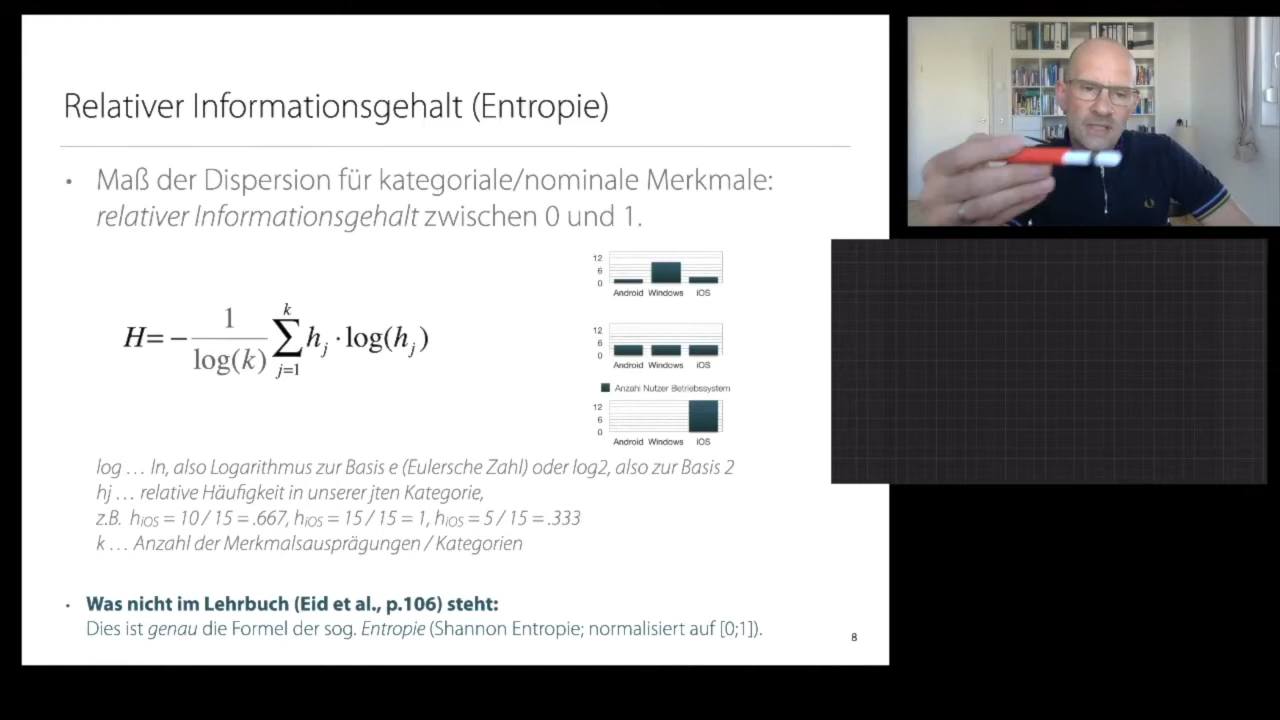 Relativer Informationsgehalt (Entropie)
• Maß der Dispersion für kategoriale/nominale Merkmale:
relativer Informationsgehalt zwischen 0 und 1.
H= − 1/log(k) ∑ j=1 k h_j · log(h_j)
12
6
0
Android Windows iOS
12
6
0
Android Windows iOS
Anzahl Nutzer Betriebssystem
12
6
0
Android Windows iOS
log … ln, also Logarithmus zur Basis e (Eulersche Zahl) oder log2, also zur Basis 2
hj … relative Häufigkeit in unserer jten Kategorie,
z.B. hiOS = 10 / 15 = .667, hiOS = 15 / 15 = 1, hiOS = 5 / 15 = .333
k … Anzahl der Merkmalsausprägungen / Kategorien
• Was nicht im Lehrbuch (Eid et al., p.106) steht:
Dies ist genau die Formel der sog. Entropie (Shannon Entropie; normalisiert auf [0;1]).
8